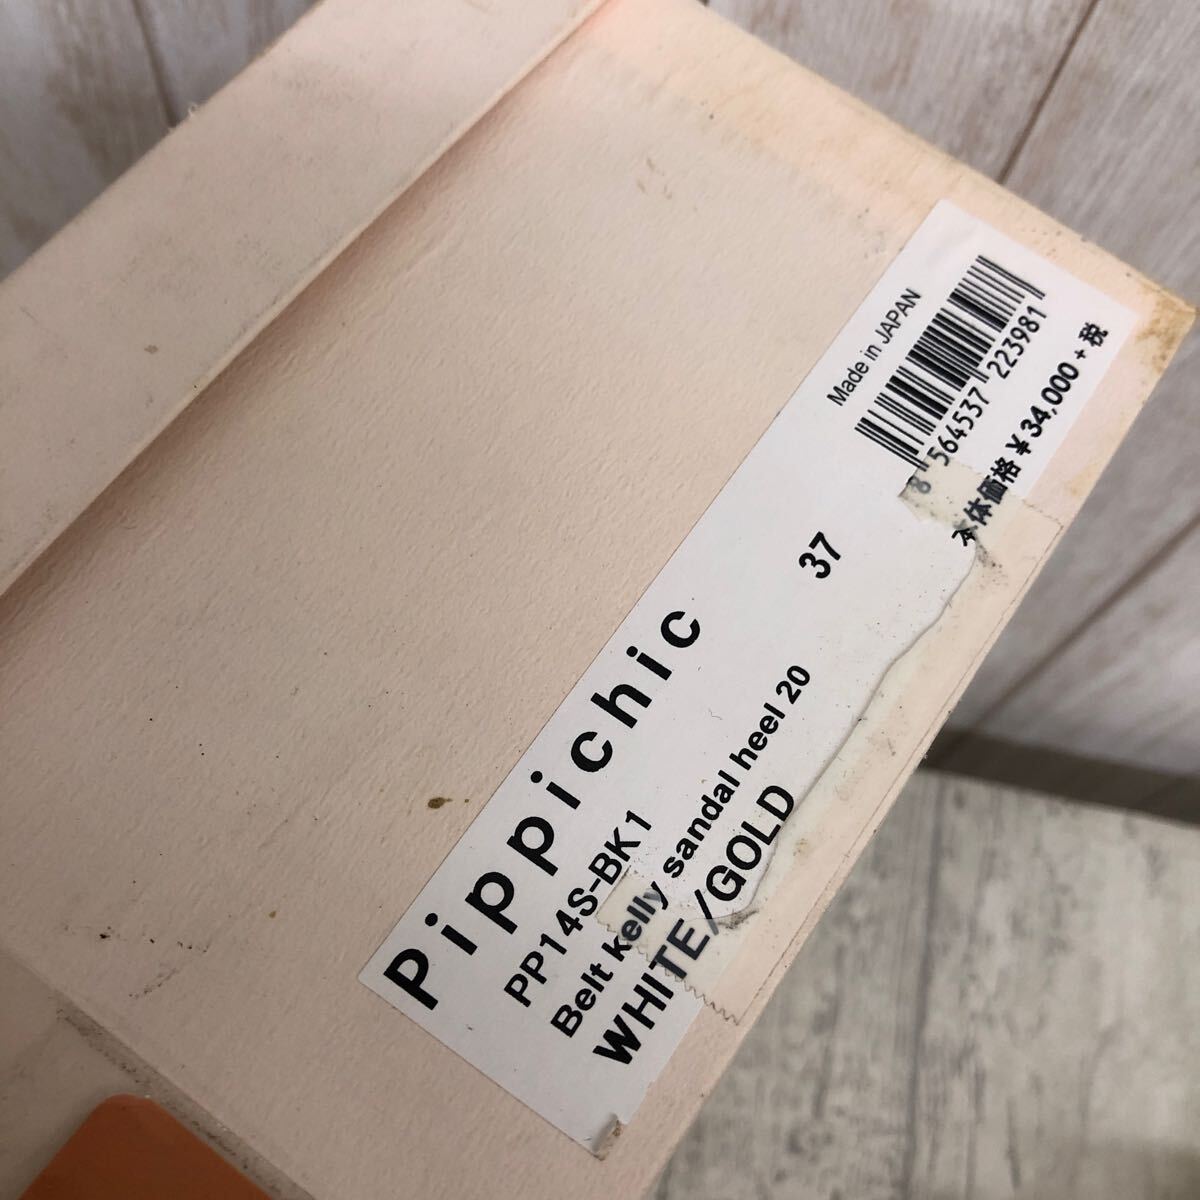 Pippichic
PP14S-BK1
Belt kelly sandal heel 20
WHITE/GOLD
37
Made in JAPAN
8 564537 223981
本体価格 ¥34,000+税